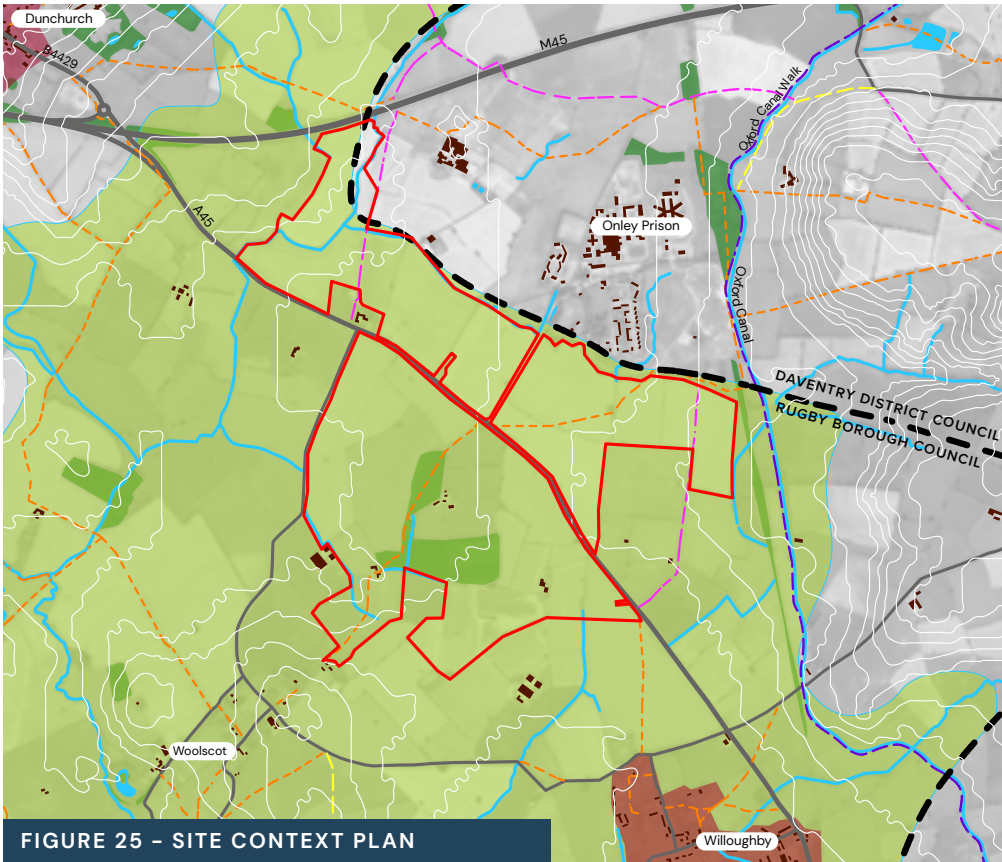 Dunchurch
B4429
M45
Oxford Canal Walk
A45
Onley Prison
Oxford Canal
DAVENTRY DISTRICT COUNCIL
RUGBY BOROUGH COUNCIL
Woolscot
Willoughby
FIGURE 25 - SITE CONTEXT PLAN